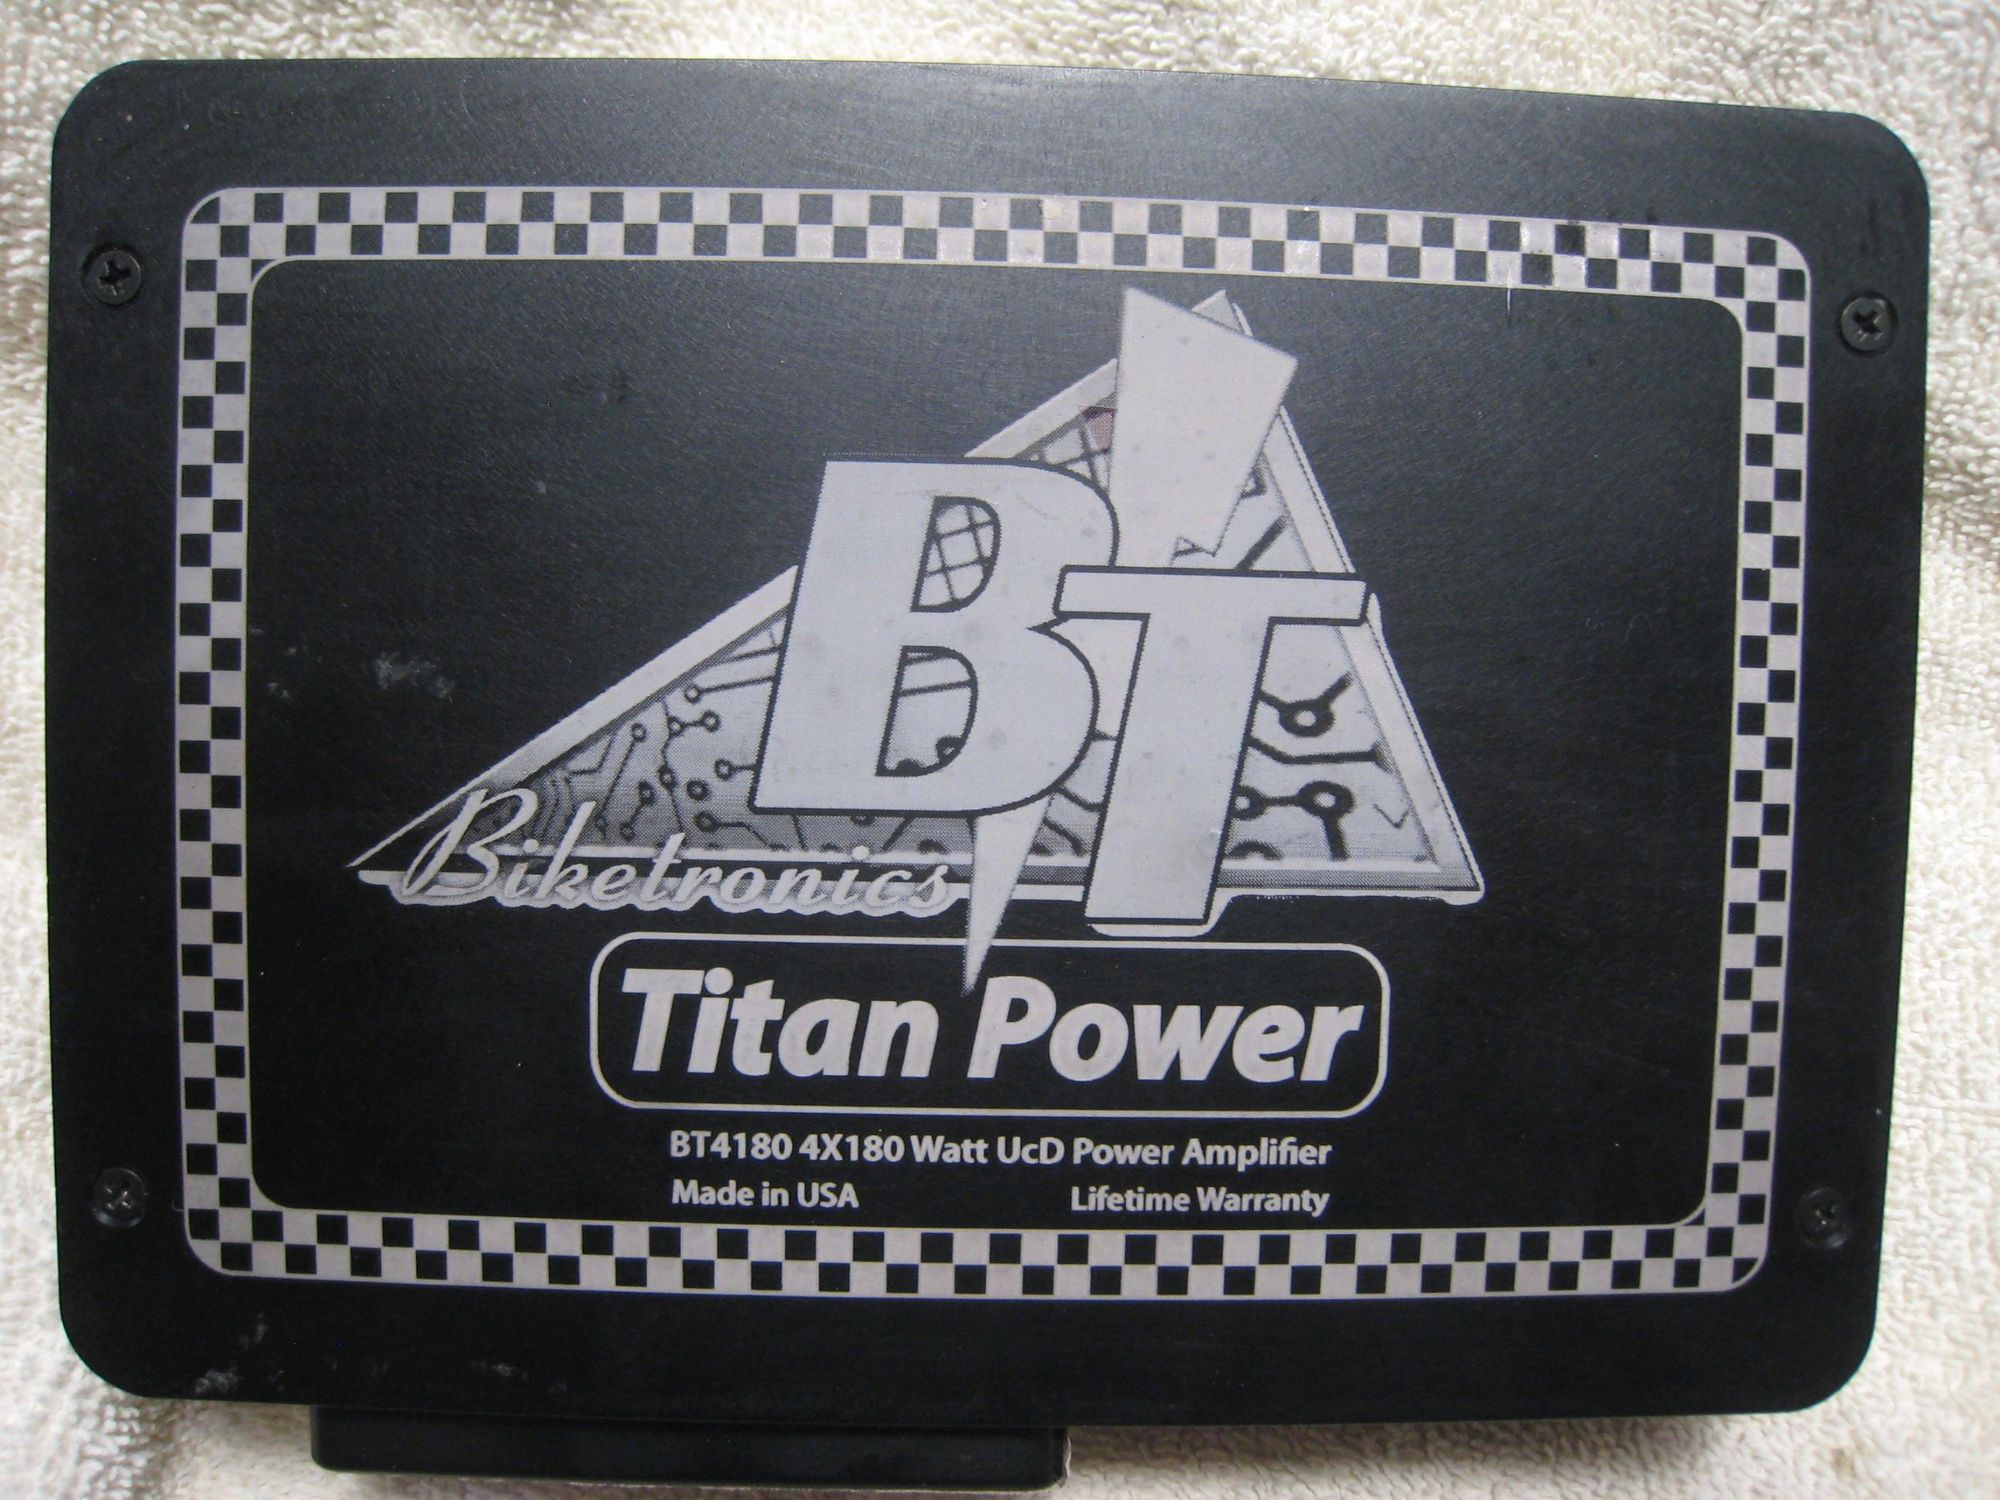 BT
Biketronics
Titan Power
BT4180 4X180 Watt UcD Power Amplifier
Made in USA Lifetime Warranty